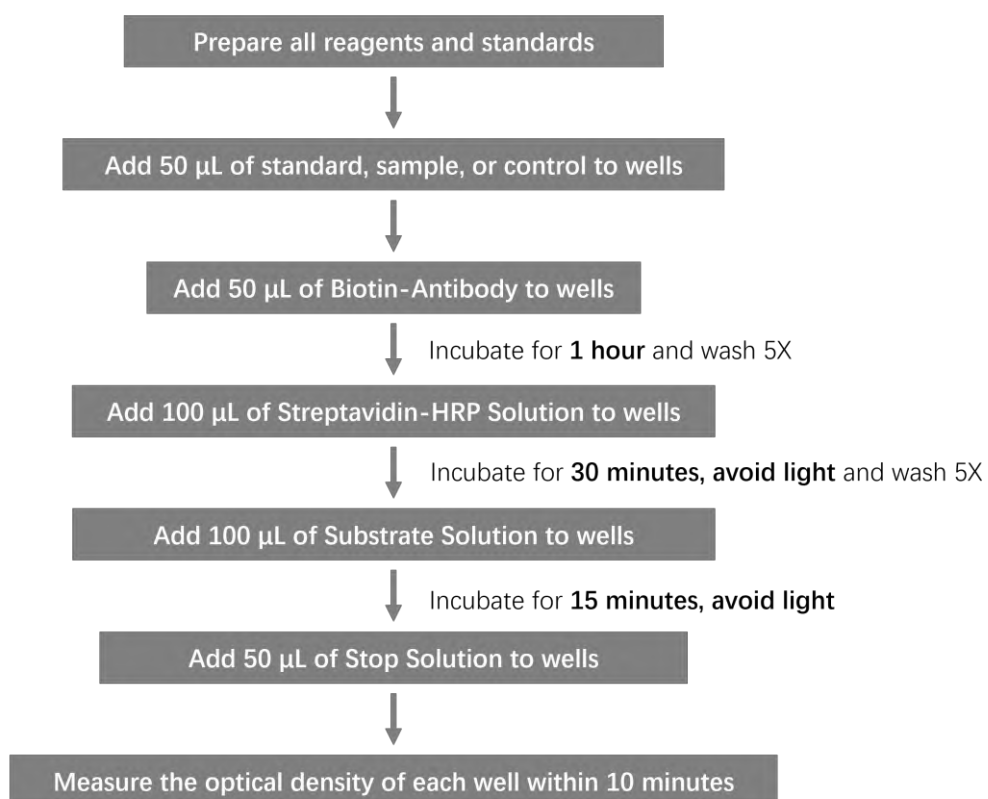 Prepare all reagents and standards
Add 50 μL of standard, sample, or control to wells
Add 50 μL of Biotin-Antibody to wells
Incubate for 1 hour and wash 5X
Add 100 μL of Streptavidin-HRP Solution to wells
Incubate for 30 minutes, avoid light and wash 5X
Add 100 μL of Substrate Solution to wells
Incubate for 15 minutes, avoid light
Add 50 μL of Stop Solution to wells
Measure the optical density of each well within 10 minutes